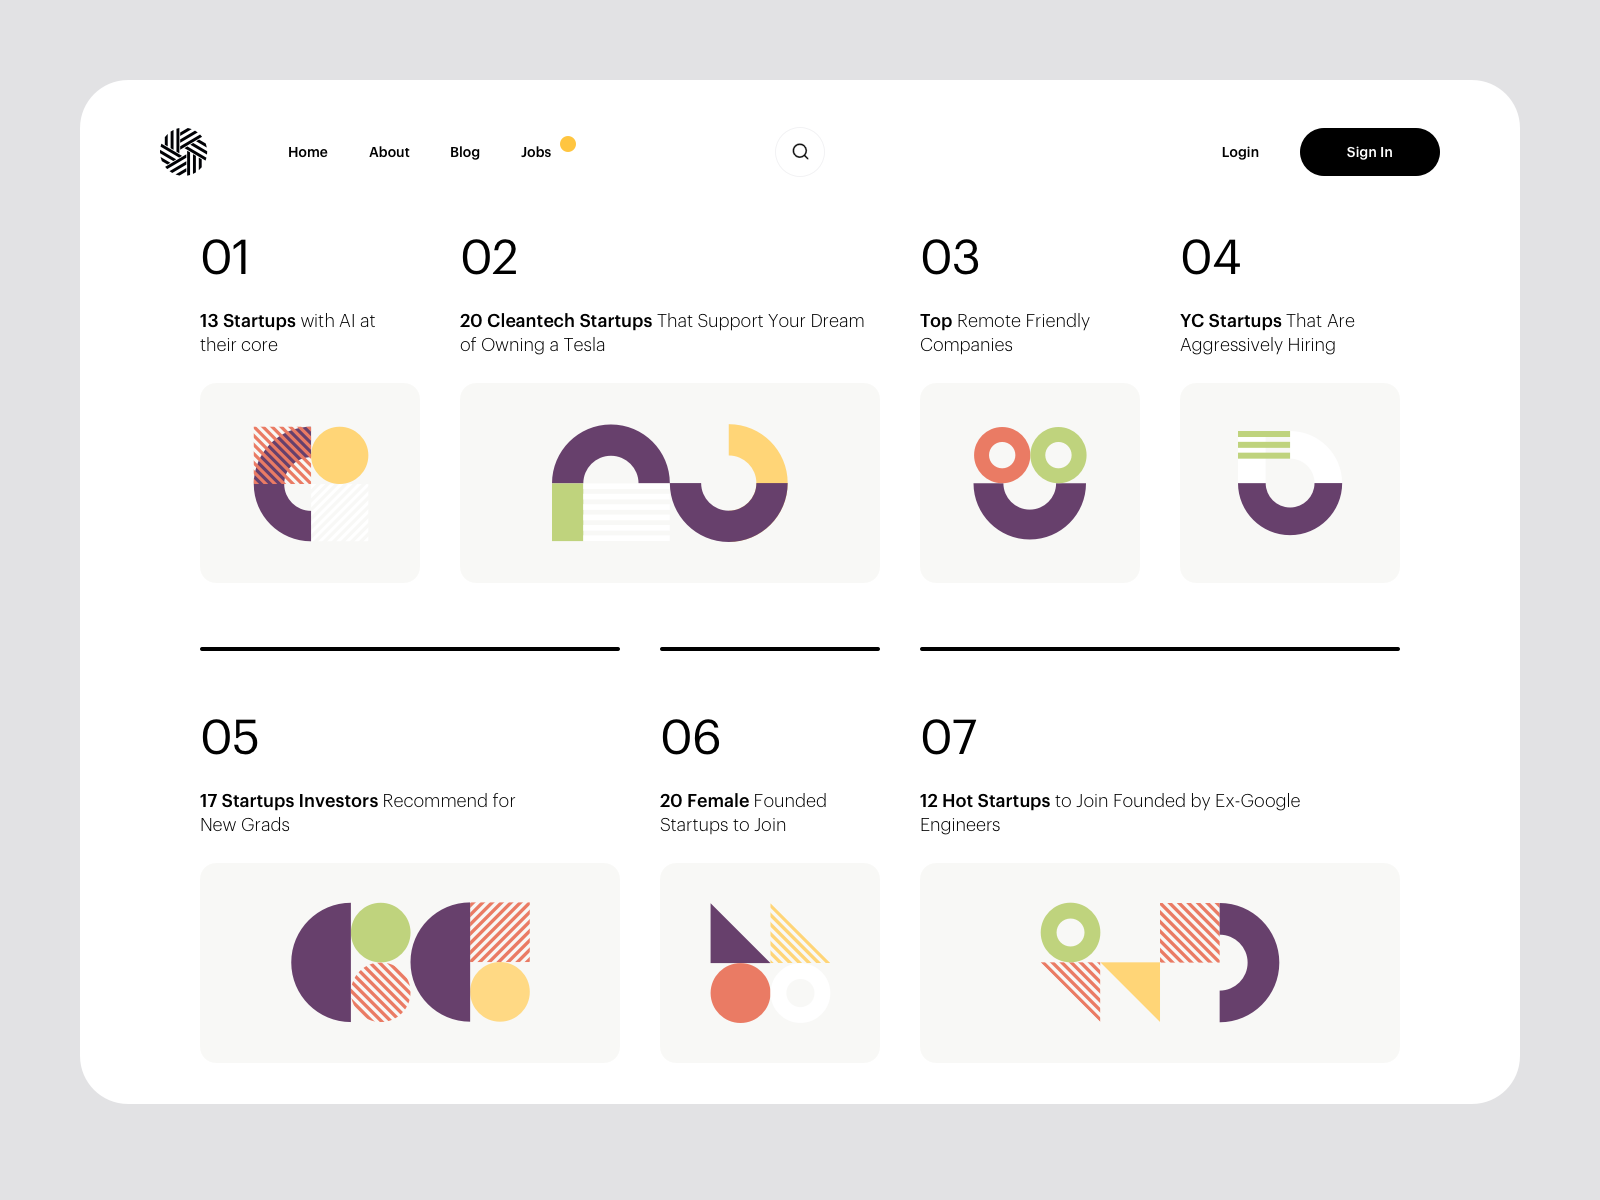 Home About Blog Jobs Login Sign In
01 02 03 04
13 Startups with AI at
their core
20 Cleantech Startups That Support Your Dream
of Owning a Tesla
Top Remote Friendly
Companies
YC Startups That Are
Aggressively Hiring
05 06 07
17 Startups Investors Recommend for
New Grads
20 Female Founded
Startups to Join
12 Hot Startups to Join Founded by Ex-Google
Engineers